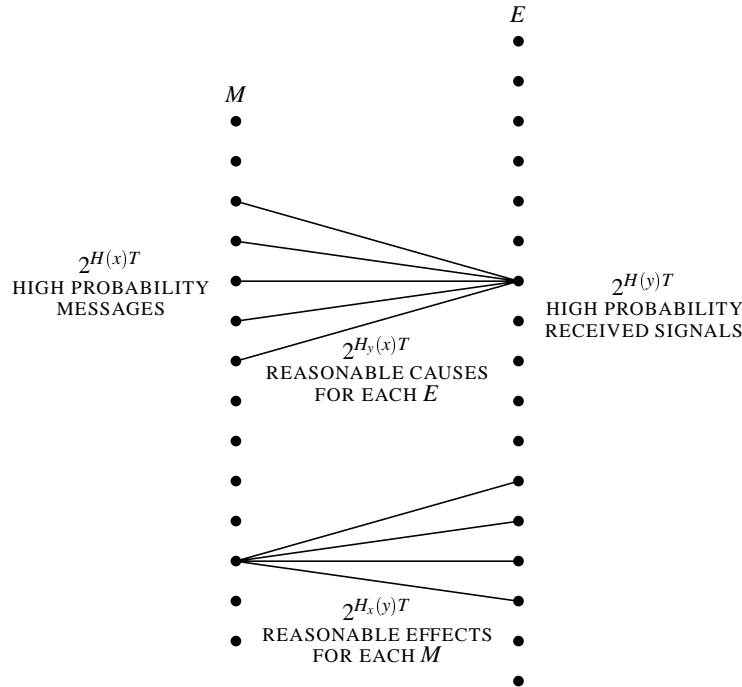 E
M
2^{H(x)T}
HIGH PROBABILITY
MESSAGES
2^{H(y)T}
HIGH PROBABILITY
RECEIVED SIGNALS
2^{H_y(x)T}
REASONABLE CAUSES
FOR EACH E
2^{H_x(y)T}
REASONABLE EFFECTS
FOR EACH M